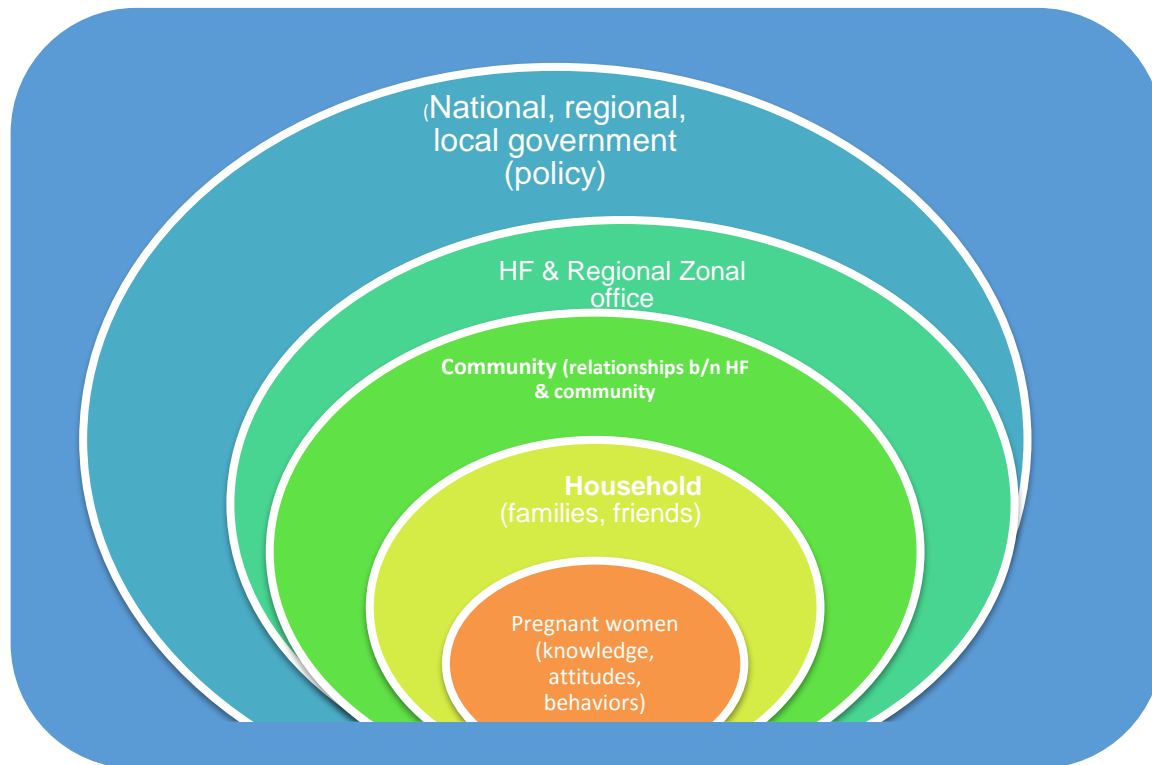 (National, regional,
local government
(policy)
HF & Regional Zonal
office
Community (relationships b/n HF
& community
Household
(families, friends)
Pregnant women
(knowledge,
attitudes,
behaviors)